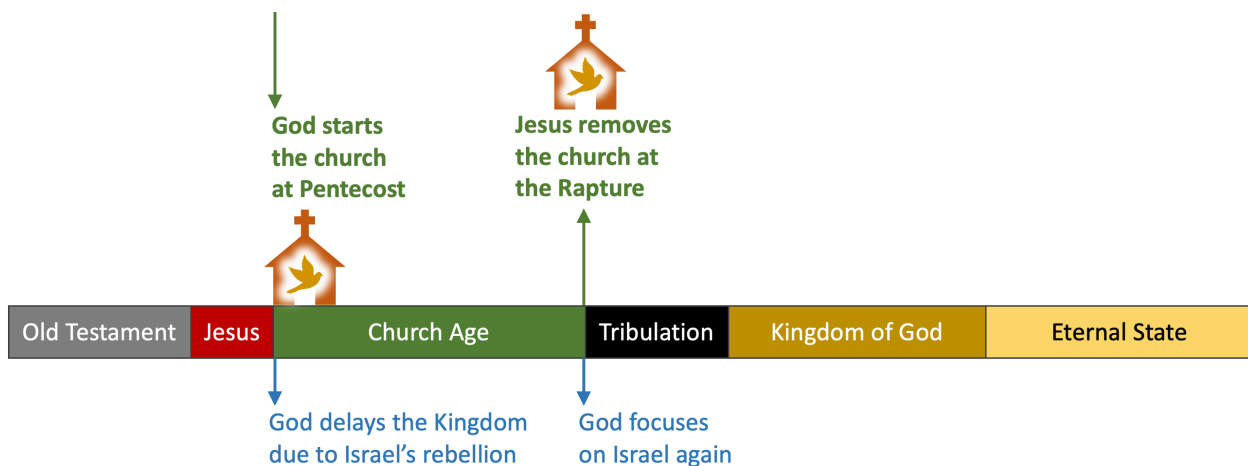 God starts
the church
at Pentecost
Jesus removes
the church at
the Rapture
Old Testament
Jesus
Church Age
Tribulation
Kingdom of God
Eternal State
God delays the Kingdom
due to Israel’s rebellion
God focuses
on Israel again